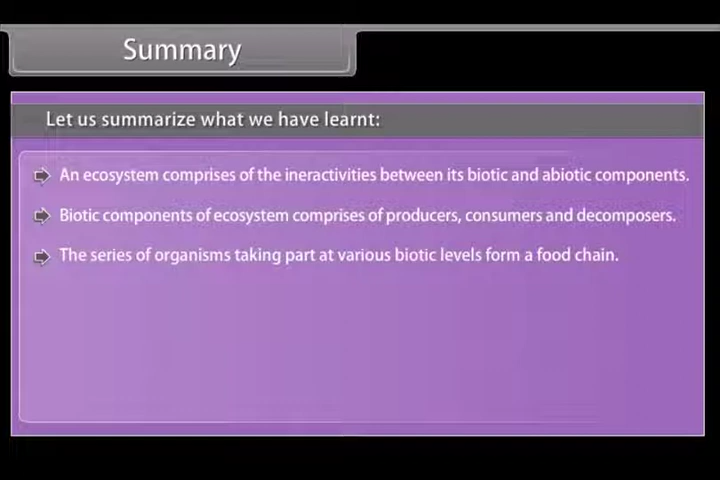 Summary
Let us summarize what we have learnt:
An ecosystem comprises of the ineractivities between its biotic and abiotic components.
Biotic components of ecosystem comprises of producers, consumers and decomposers.
The series of organisms taking part at various biotic levels form a food chain.